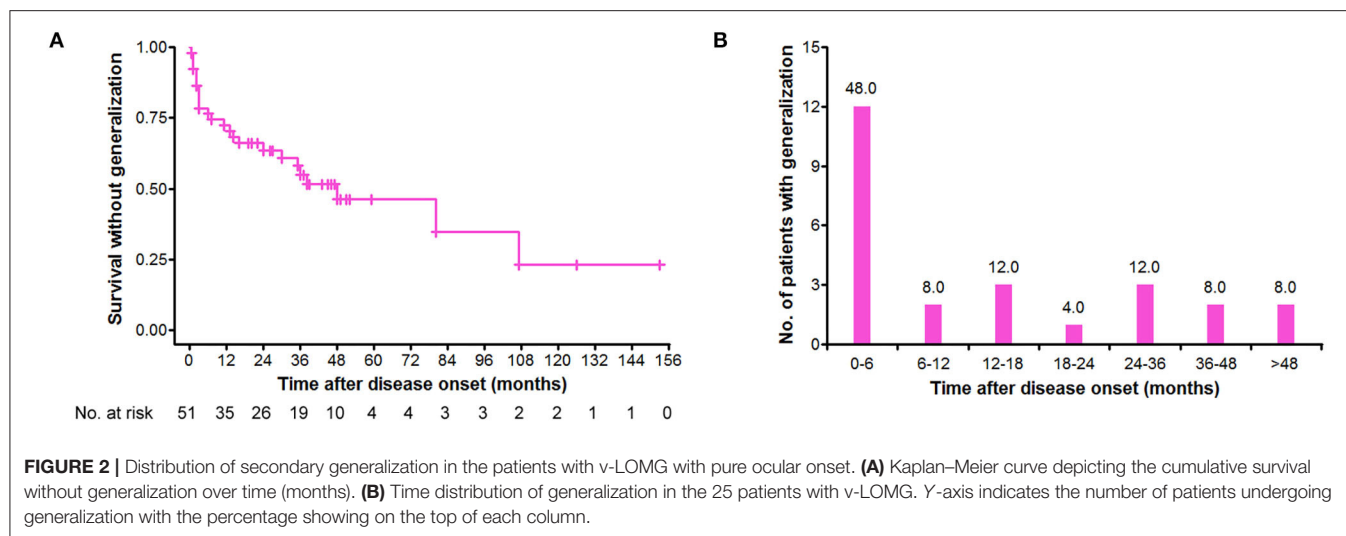 A
Survival without generalization
1.00
0.75
0.50
0.25
0.00
0 12 24 36 48 60 72 84 96 108 120 132 144 156
Time after disease onset (months)
No. at risk 51 35 26 19 10 4 4 3 3 2 2 1 1 0
B
No. of patients with generalization
15
12
9
6
3
0
48.0 8.0 12.0 4.0 12.0 8.0 8.0
0-6 6-12 12-18 18-24 24-36 36-48 >48
Time after disease onset (months)
FIGURE 2 | Distribution of secondary generalization in the patients with v-LOMG with pure ocular onset. (A) Kaplan–Meier curve depicting the cumulative survival
without generalization over time (months). (B) Time distribution of generalization in the 25 patients with v-LOMG. Y-axis indicates the number of patients undergoing
generalization with the percentage showing on the top of each column.